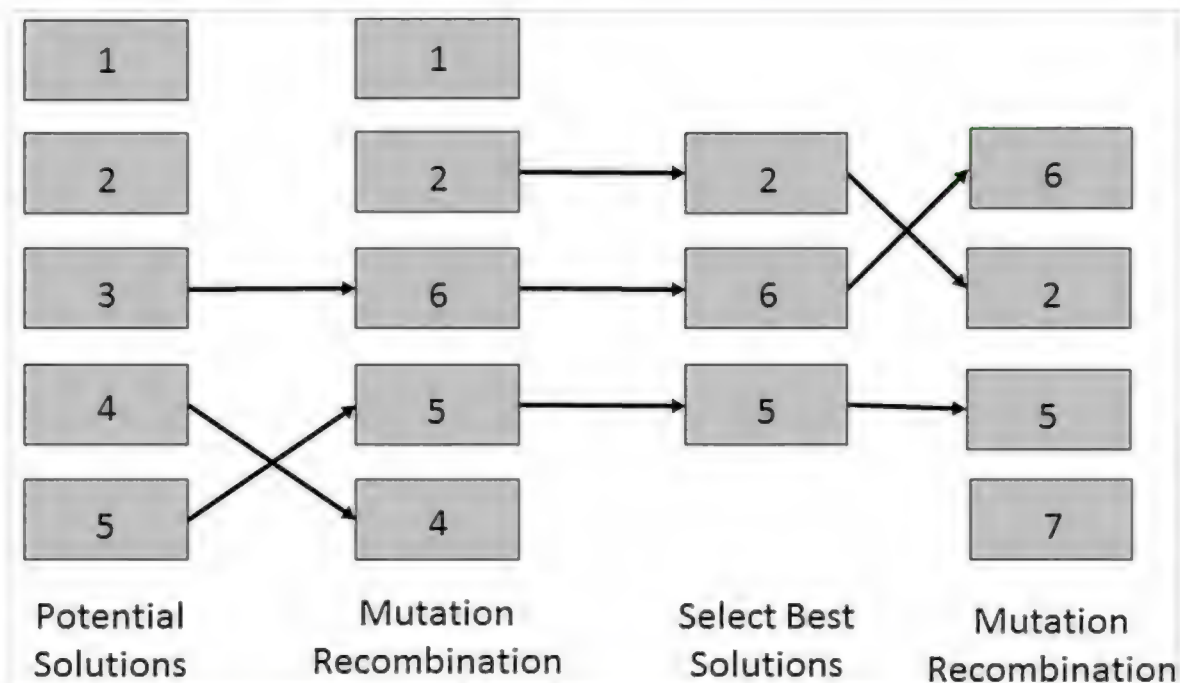 1 1
2 2 2 6
3 6 6 2
4 5 5 5
5 4 7
Potential Mutation Select Best Mutation
Solutions Recombination Solutions Recombination